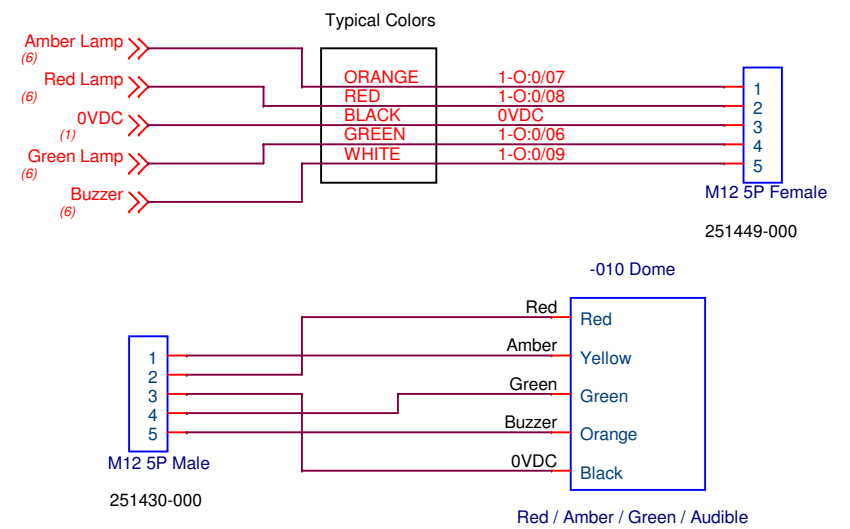 Typical Colors
Amber Lamp
(6)
Red Lamp
(6)
0VDC
(1)
Green Lamp
(6)
Buzzer
(6)
ORANGE 1-O:0/07
RED 1-O:0/08
BLACK 0VDC
GREEN 1-O:0/06
WHITE 1-O:0/09
1
2
3
4
5
M12 5P Female
251449-000
-010 Dome
1
2
3
4
5
M12 5P Male
251430-000
Red Red
Amber Yellow
Green Green
Buzzer Orange
0VDC Black
Red / Amber / Green / Audible